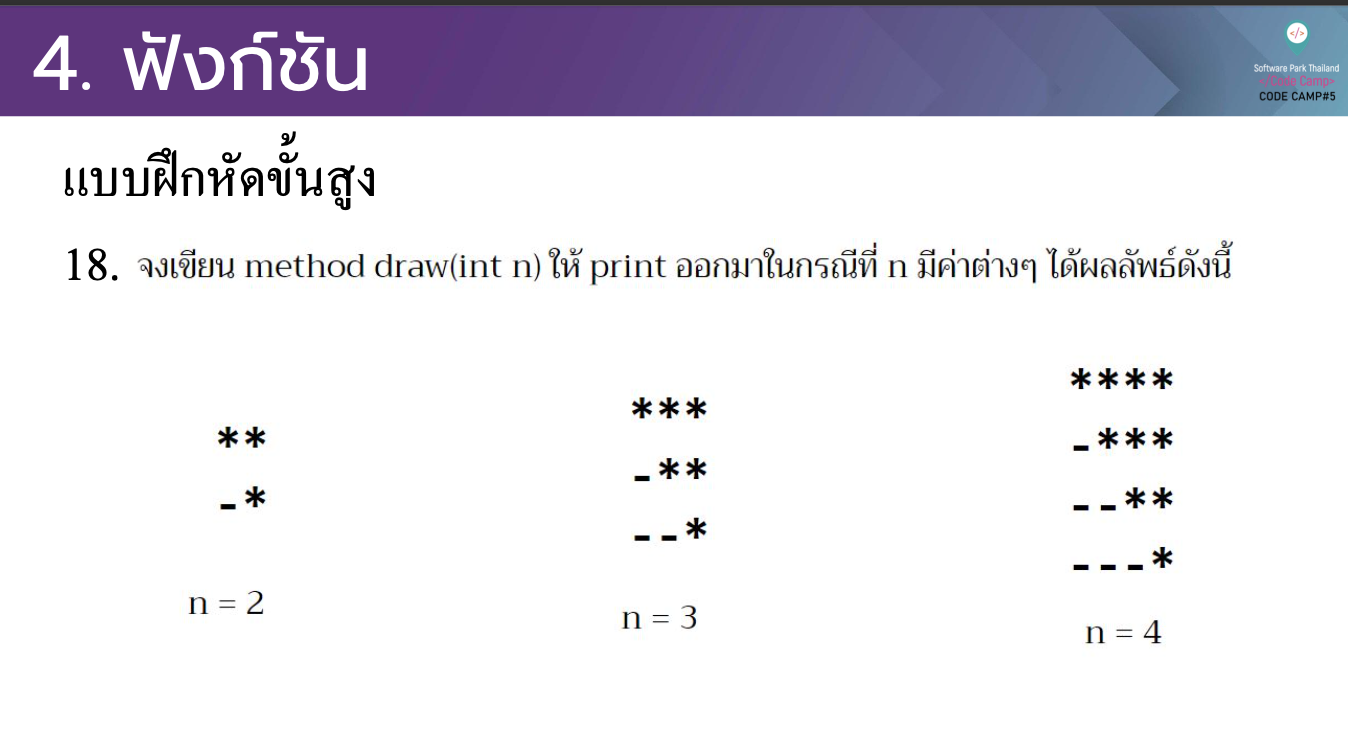 4. ฟังก์ชัน
</>
Software Park Thailand
</Code Camp>
CODE CAMP#5
แบบฝึกหัดขั้นสูง
18. จงเขียน method draw(int n) ให้ print ออกมาในกรณีที่ n มีค่าต่างๆ ได้ผลลัพธ์ดังนี้
**
-*
n = 2
***
-**
--*
n = 3
****
-***
--**
---*
n = 4